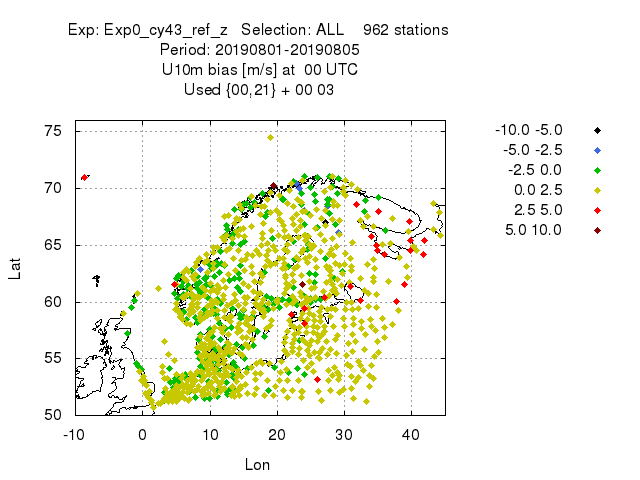 Exp: Exp0_cy43_ref_z   Selection: ALL    962 stations
Period: 20190801-20190805
U10m bias [m/s] at  00 UTC
Used {00,21} + 00 03
-10.0 -5.0
-5.0 -2.5
-2.5 0.0
0.0 2.5
2.5 5.0
5.0 10.0
75
70
65
60
55
50
Lat
-10 0 10 20 30 40
Lon